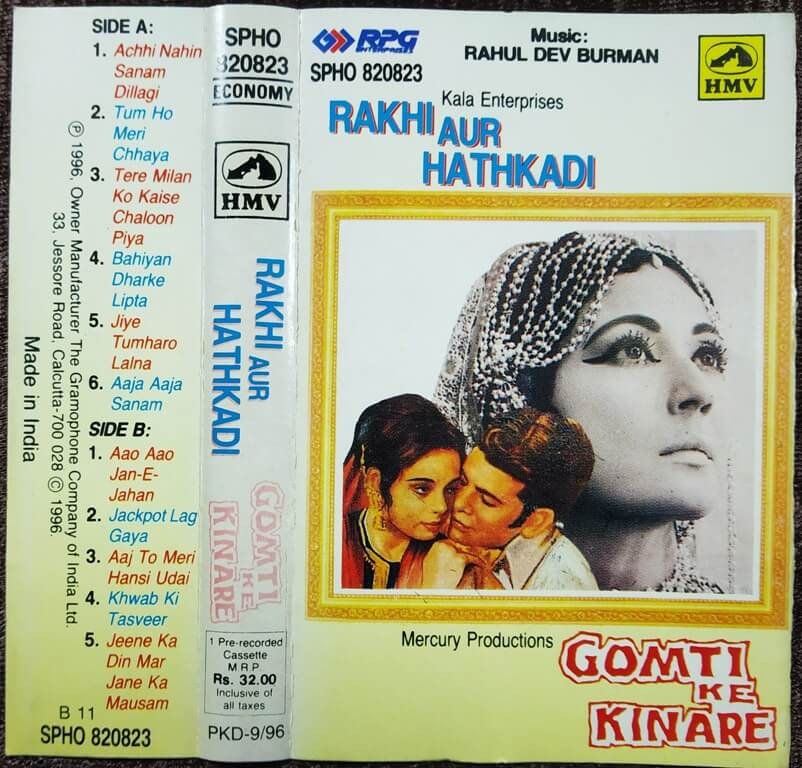 SIDE A:
1. Achhi Nahin
Sanam
Dillagi
2. Tum Ho
Meri
Chhaya
3. Tere Milan
Ko Kaise
Chaloon
Piya
4. Bahiyan
Dharke
Lipta
5. Jiye
Tumharo
Lalna
6. Aaja Aaja
Sanam
SIDE B:
1. Aao Aao
Jan-E-
Jahan
2. Jackpot Lag
Gaya
3. Aaj To Meri
Hansi Udai
4. Khwab Ki
Tasveer
5. Jeene Ka
Din Mar
Jane Ka
Mausam
B 11
SPHO 820823
℗ 1996, Owner Manufacturer The Gramophone Company of India Ltd.
33, Jessore Road, Calcutta-700 028 © 1996.
Made in India
SPHO
820823
ECONOMY
HMV
RAKHI AUR
HATHKADI
GOMTI
KE
KINARE
1 Pre-recorded
Cassette
M.R.P.
Rs. 32.00
Inclusive of
all taxes
PKD-9/96
RPG
ENTERPRISES
SPHO 820823
Music:
RAHUL DEV BURMAN
HMV
Kala Enterprises
RAKHI AUR
HATHKADI
Mercury Productions
GOMTI
KE
KINARE